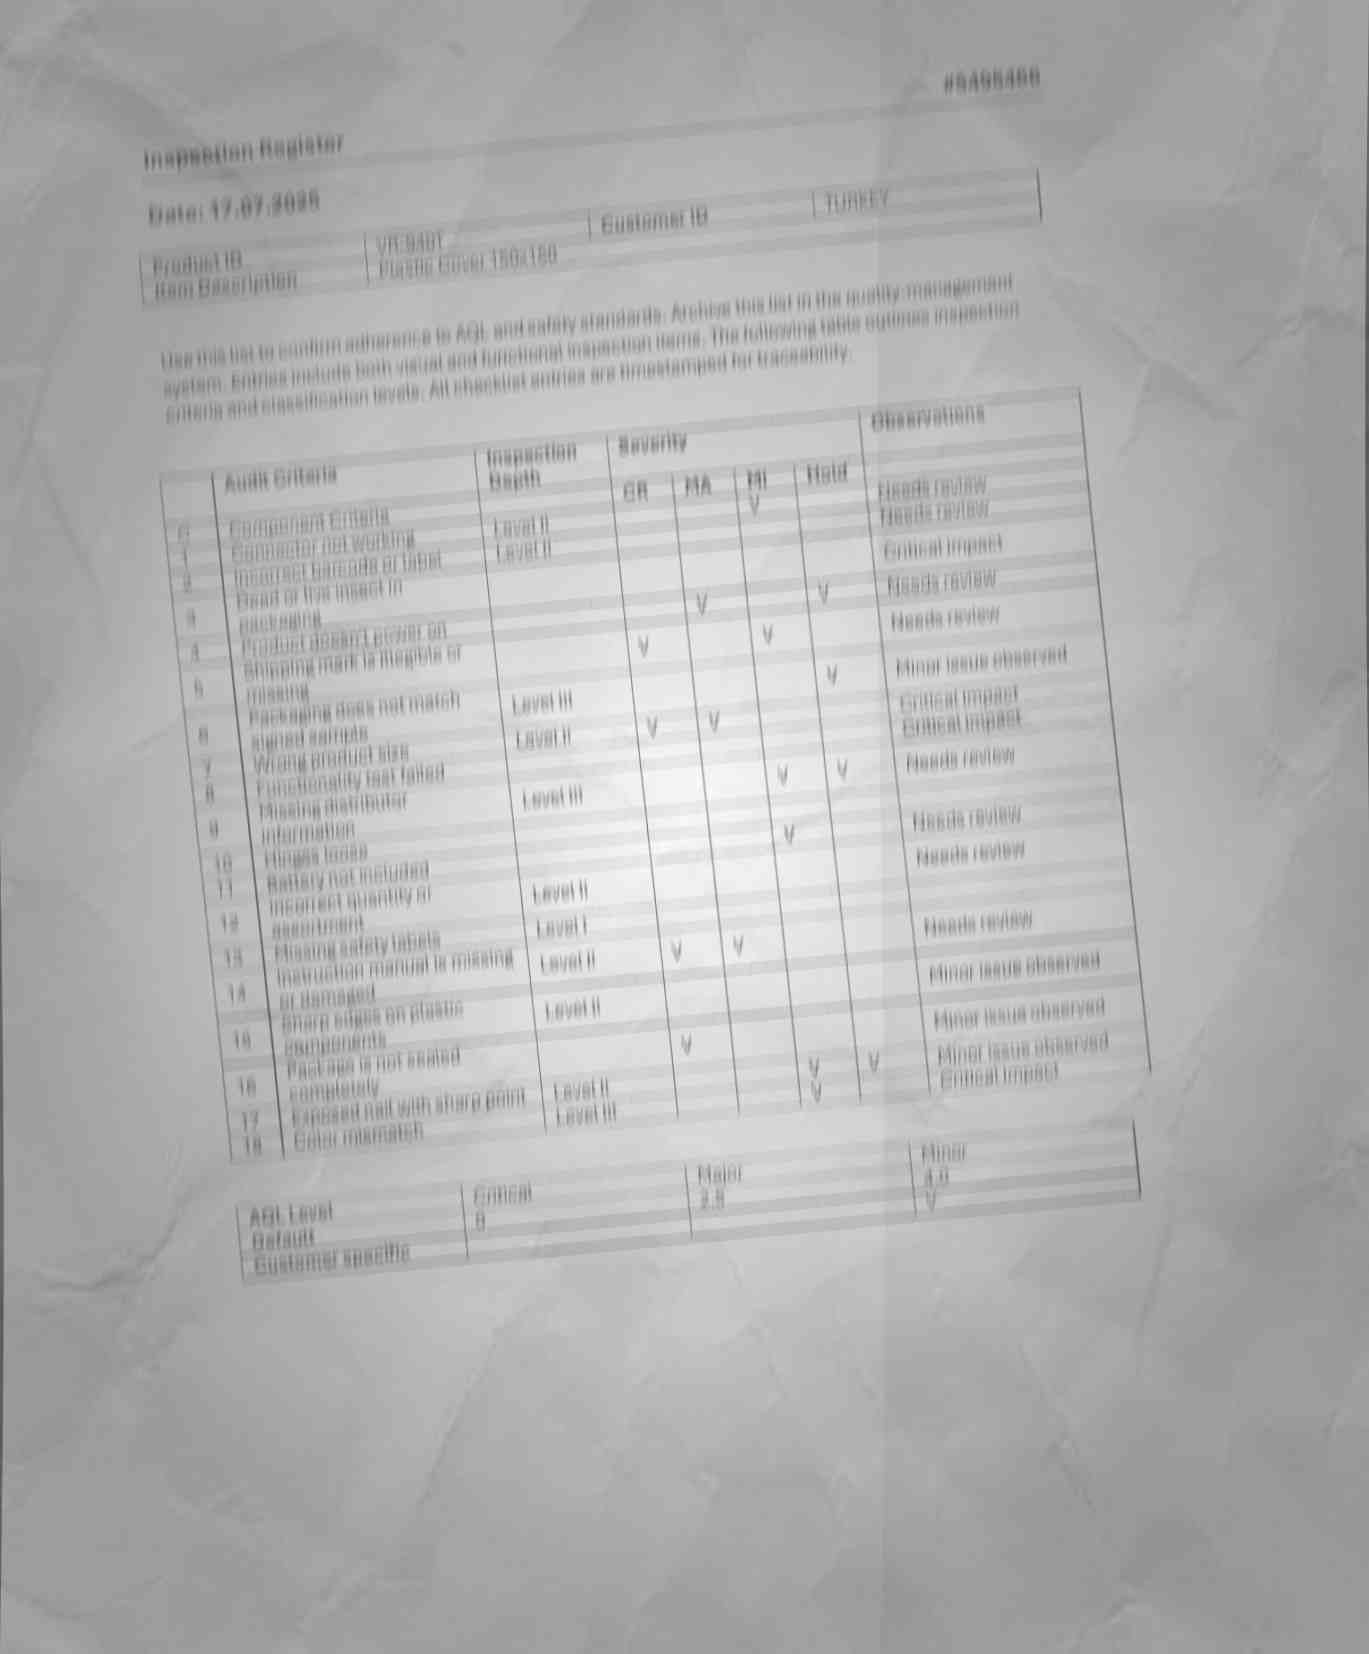 Inspection Register
Date: 17.07.2025
Product ID Customer ID TURKEY
Item Description Plastic Cover 150x150
Use this list to confirm adherence to AQL and safety standards. Archive this list in the quality management
system. Entries include both visual and functional inspection items. The following table outlines inspection
criteria and classification levels. All checklist entries are timestamped for traceability.
Audit Criteria Inspection Depth Severity Observations
CR MA MI Hold
0 Component Criteria
1 Connector not working Level II V Needs review
2 Incorrect barcode or label Level II Needs review
3 Dead or live insect in Critical impact
packaging
4 Product doesn't power on V V Needs review
5 Shipping mark is illegible or V V Needs review
missing
6 Packaging does not match Level III V Minor issue observed
signed sample
7 Wrong product size Level II V V Critical impact
8 Functionality test failed Critical impact
9 Missing distributor Level III V V Needs review
information
10 Hinges loose
11 Battery not included V Needs review
12 Incorrect quantity or Level II Needs review
assortment
13 Missing safety labels Level I
14 Instruction manual is missing Level II V V Needs review
or damaged
15 Sharp edges on plastic Level II Minor issue observed
components
16 Package is not sealed V Minor issue observed
completely
17 Exposed nail with sharp point Level II V V Minor issue observed
18 Color mismatch Level III V Critical impact
AQL Level Critical Major Minor
Default 0 2.5 4.0
Customer specific V